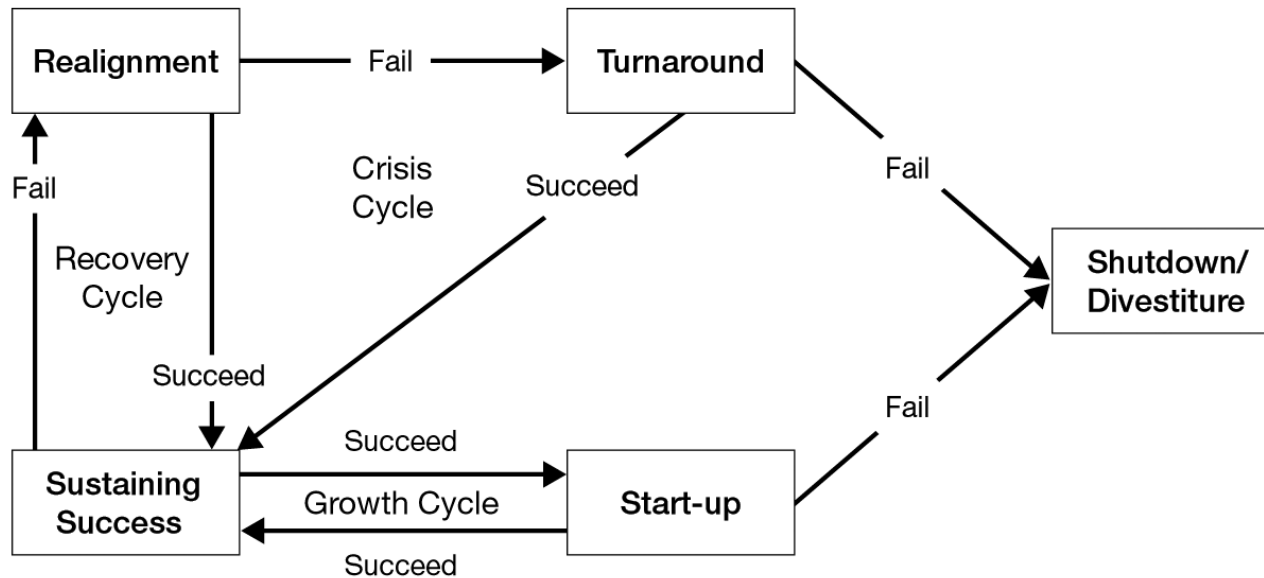 Realignment
Fail
Turnaround
Fail
Crisis
Cycle
Succeed
Fail
Recovery
Cycle
Shutdown/
Divestiture
Succeed
Fail
Succeed
Sustaining
Success
Growth Cycle
Start-up
Succeed